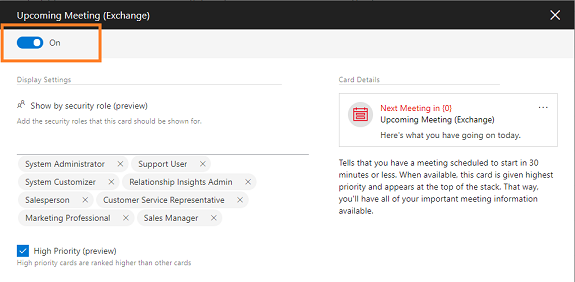 Upcoming Meeting (Exchange)
On
Display Settings
Show by security role (preview)
Add the security roles that this card should be shown for.
System Administrator
Support User
System Customizer
Relationship Insights Admin
Salesperson
Customer Service Representative
Marketing Professional
Sales Manager
High Priority (preview)
High priority cards are ranked higher than other cards
Card Details
Next Meeting in {0}
Upcoming Meeting (Exchange)
Here's what you have going on today.
Tells that you have a meeting scheduled to start in 30
minutes or less. When available, this card is given highest
priority and appears at the top of the stack. That way,
you'll have all of your important meeting information
available.